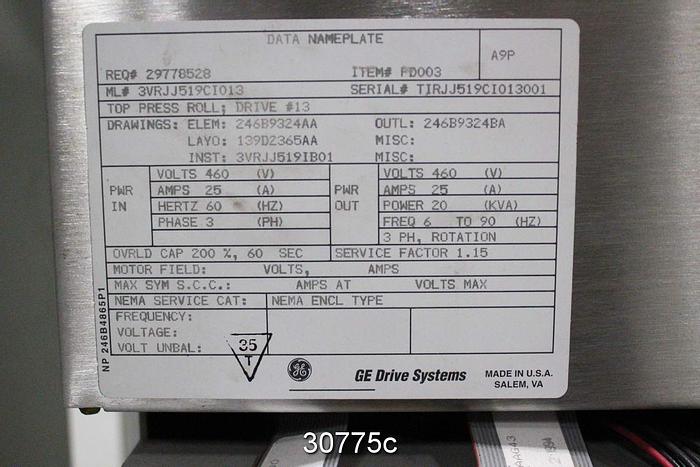 DATA NAMEPLATE
A9P
REQ# 29778528 ITEM# PD003
ML# 3VRJJ519CI013 SERIAL# TIRJJ519CI013001
TOP PRESS ROLL; DRIVE #13
DRAWINGS: ELEM: 246B9324AA OUTL: 246B9324BA
LAYO: 139D2365AA MISC:
INST: 3VRJJ519IB01 MISC:
PWR IN
VOLTS 460 (V)
AMPS 25 (A)
HERTZ 60 (HZ)
PHASE 3 (PH)
PWR OUT
VOLTS 460 (V)
AMPS 25 (A)
POWER 20 (KVA)
FREQ 6 TO 90 (HZ)
3 PH, ROTATION
OVRLD CAP 200 %, 60 SEC SERVICE FACTOR 1.15
MOTOR FIELD: VOLTS, AMPS
MAX SYM S.C.C.: AMPS AT VOLTS MAX
NEMA SERVICE CAT: NEMA ENCL TYPE
FREQUENCY:
VOLTAGE:
VOLT UNBAL:
35
T
NP 246B4865P1
GE
GE Drive Systems
MADE IN U.S.A.
SALEM, VA
30775c